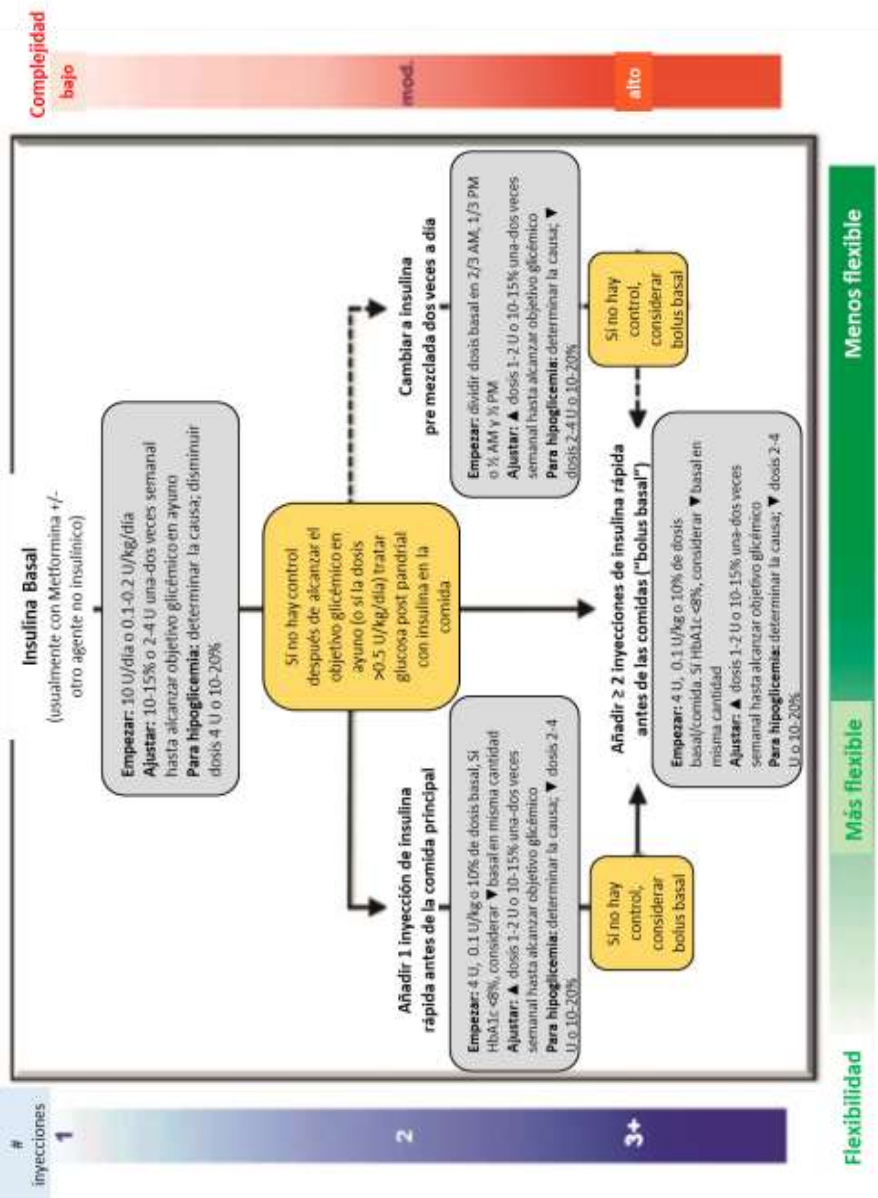 #
inyecciones
Complejidad
bajo
1
Insulina Basal
(usualmente con Metformina +/-
otro agente no insulínico)
Empezar: 10 U/día o 0.1-0.2 U/kg/día
Ajustar: 10-15% o 2-4 U una-dos veces semanal
hasta alcanzar objetivo glicémico en ayuno
Para hipoglicemia: determinar la causa; disminuir
dosis 4 U o 10-20%
Sí no hay control
después de alcanzar el
objetivo glicémico en
ayuno (o sí la dosis
>0.5 U/kg/día) tratar
glucosa post pandrial
con insulina en la
comida
2
mod.
Añadir 1 inyección de insulina
rápida antes de la comida principal
Empezar: 4 U, 0.1 U/kg o 10% de dosis basal, Si
HbA1c <8%, considerar ▼basal en misma cantidad
Ajustar: ▲ dosis 1-2 U o 10-15% una-dos veces
semanal hasta alcanzar objetivo glicémico
Para hipoglicemia: determinar la causa; ▼ dosis 2-4
U o 10-20%
Cambiar a insulina
pre mezclada dos veces a día
Empezar: dividir dosis basal en 2/3 AM, 1/3 PM
o ½ AM y ½ PM
Ajustar: ▲ dosis 1-2 U o 10-15% una-dos veces
semanal hasta alcanzar objetivo glicémico
Para hipoglicemia: determinar la causa; ▼
dosis 2-4 U o 10-20%
Sí no hay
control,
considerar
bolus basal
Sí no hay
control,
considerar
bolus basal
3+
alto
Añadir ≥ 2 inyecciones de insulina rápida
antes de las comidas ("bolus basal")
Empezar: 4 U, 0.1 U/kg o 10% de dosis
basal/comida. Sí HbA1c <8%, considerar ▼basal en
misma cantidad
Ajustar: ▲ dosis 1-2 U o 10-15% una-dos veces
semanal hasta alcanzar objetivo glicémico
Para hipoglicemia: determinar la causa; ▼ dosis 2-4
U o 10-20%
Flexibilidad
Más flexible
Menos flexible